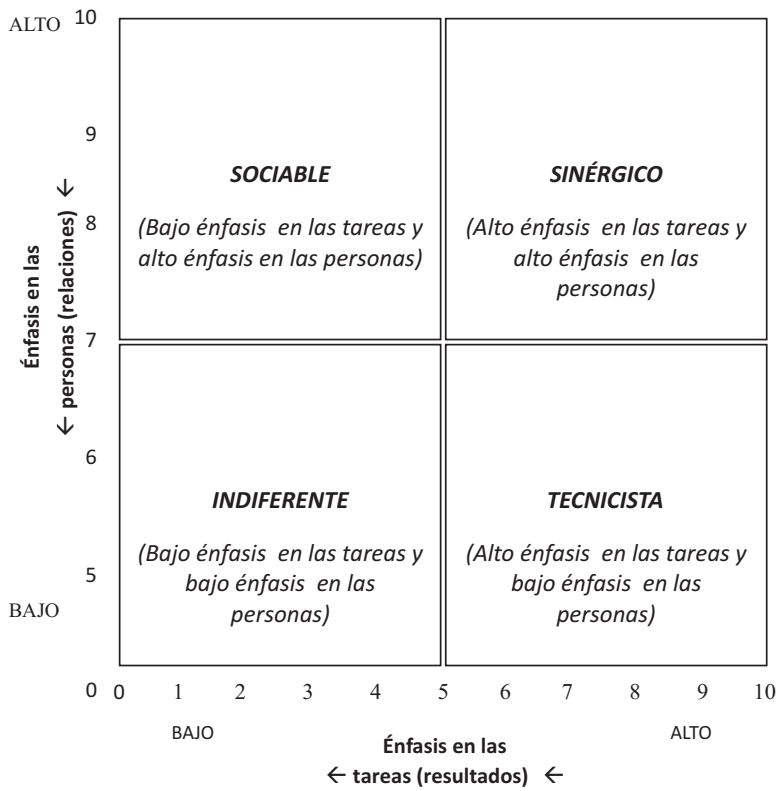 ALTO
10
9
SOCIABLE
SINÉRGICO
8
(Bajo énfasis en las tareas y
alto énfasis en las personas)
(Alto énfasis en las tareas y
alto énfasis en las
personas)
Énfasis en las
← personas (relaciones) ←
7
6
INDIFERENTE
TECNICISTA
(Bajo énfasis en las tareas y
bajo énfasis en las
personas)
(Alto énfasis en las tareas y
bajo énfasis en las
personas)
5
BAJO
0 0 1 2 3 4 5 6 7 8 9 10
BAJO
ALTO
Énfasis en las
← tareas (resultados) ←